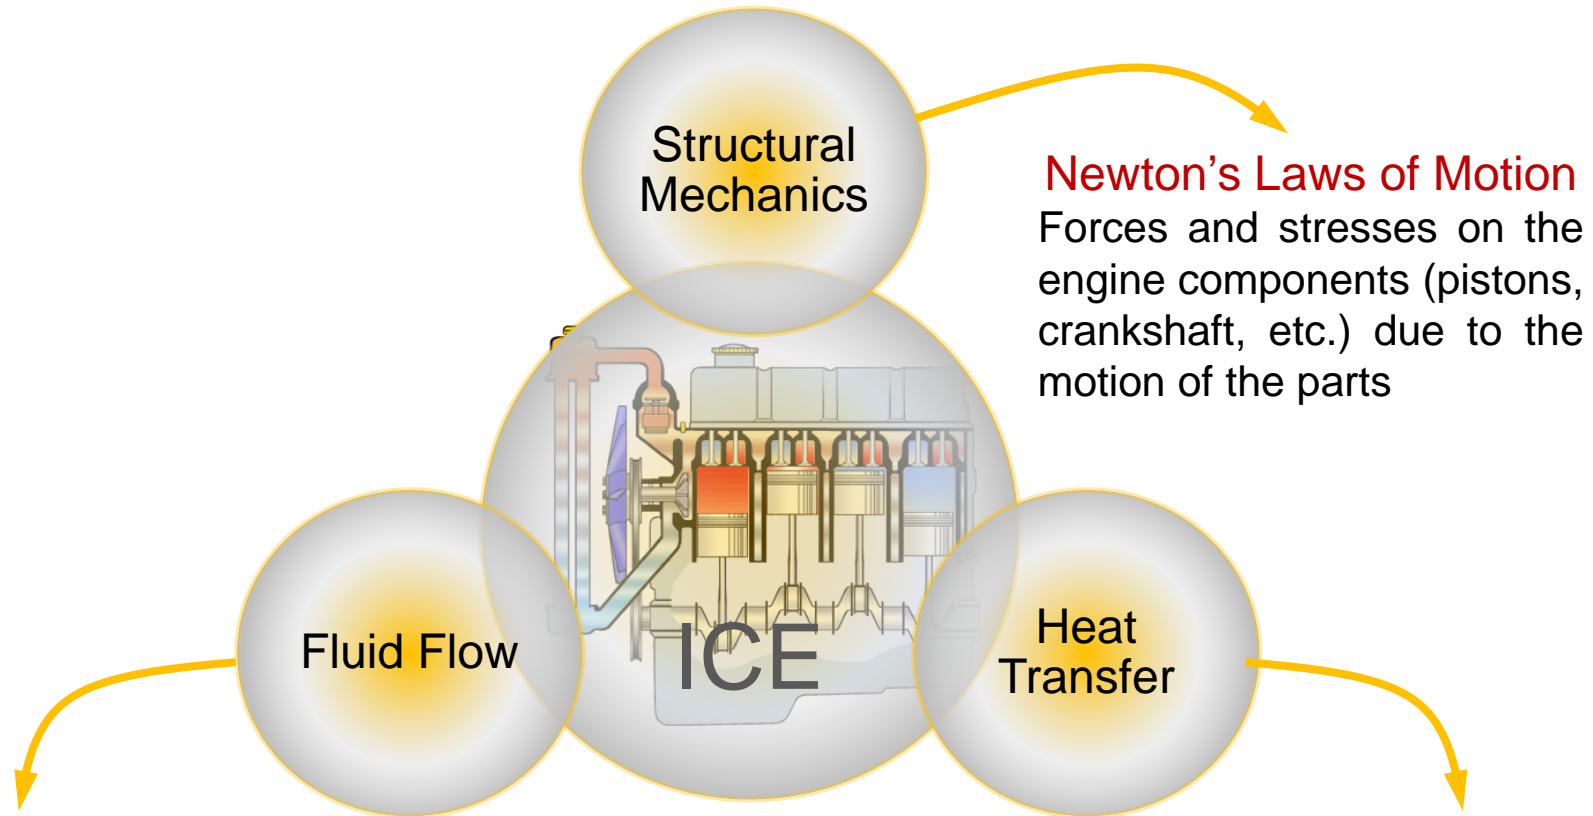 Structural
Mechanics
Newton’s Laws of Motion
Forces and stresses on the
engine components (pistons,
crankshaft, etc.) due to the
motion of the parts
Fluid Flow
ICE
Heat
Transfer